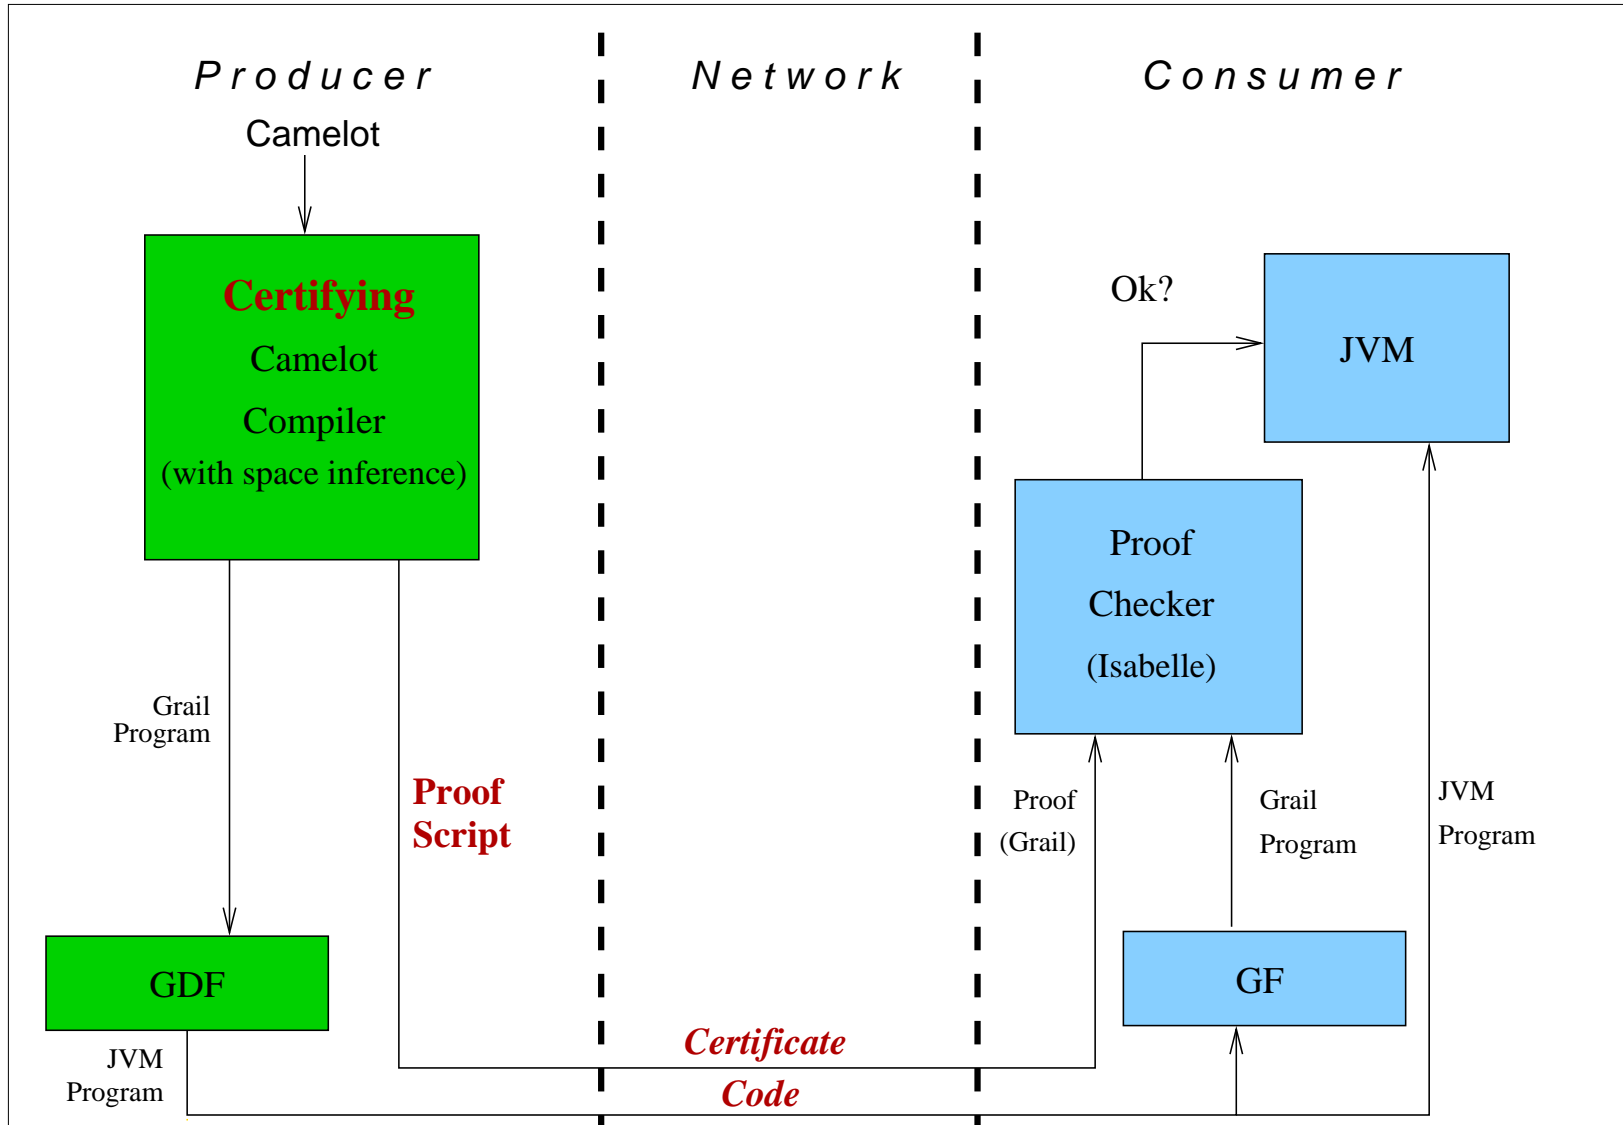 Producer
Network
Consumer
Camelot
Certifying
Camelot
Compiler
(with space inference)
Ok?
JVM
Proof
Checker
(Isabelle)
Grail
Program
Proof
Script
Proof
(Grail)
Grail
Program
JVM
Program
GDF
GF
JVM
Program
Certificate
Code